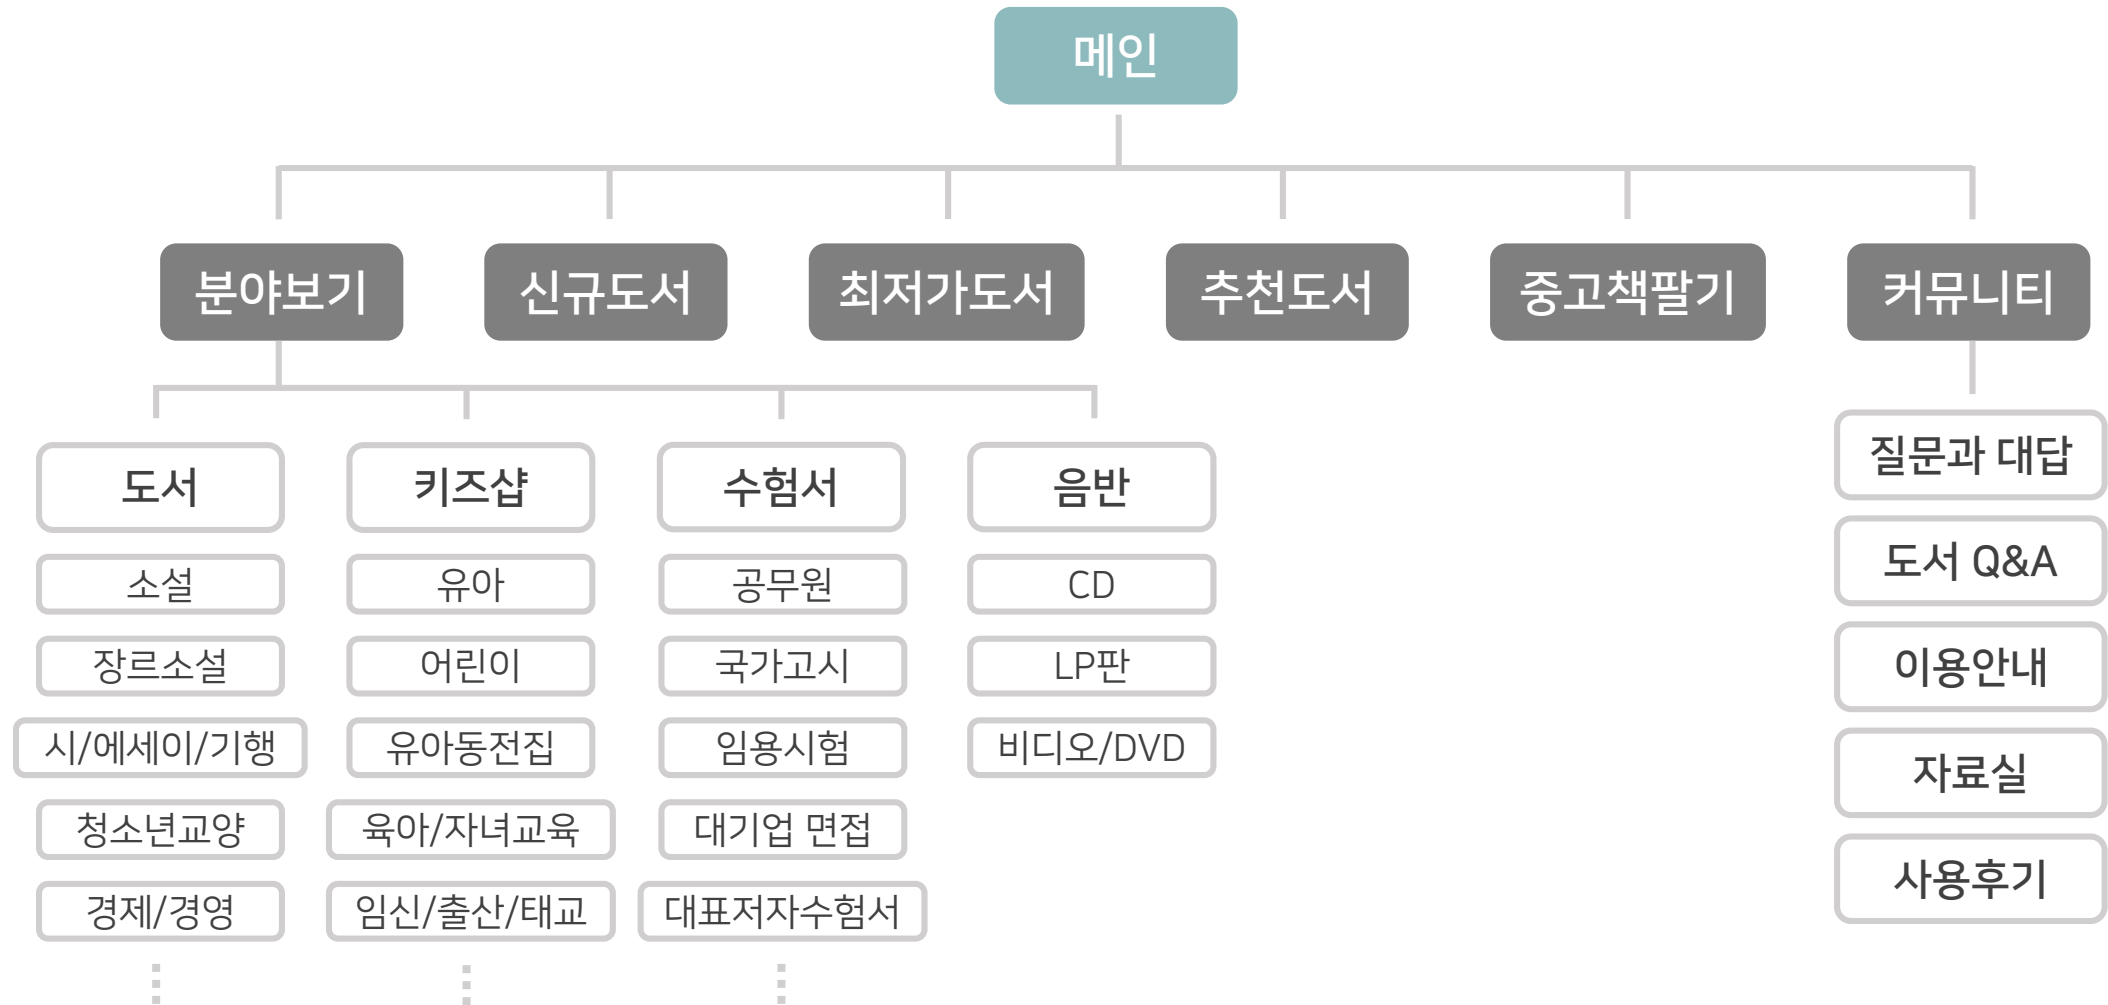 메인
분야보기
신규도서
최저가도서
추천도서
중고책팔기
커뮤니티
도서
소설
장르소설
시/에세이/기행
청소년교양
경제/경영
키즈샵
유아
어린이
유아동전집
육아/자녀교육
임신/출산/태교
수험서
공무원
국가고시
임용시험
대기업 면접
대표저자수험서
음반
CD
LP판
비디오/DVD
질문과 대답
도서 Q&A
이용안내
자료실
사용후기